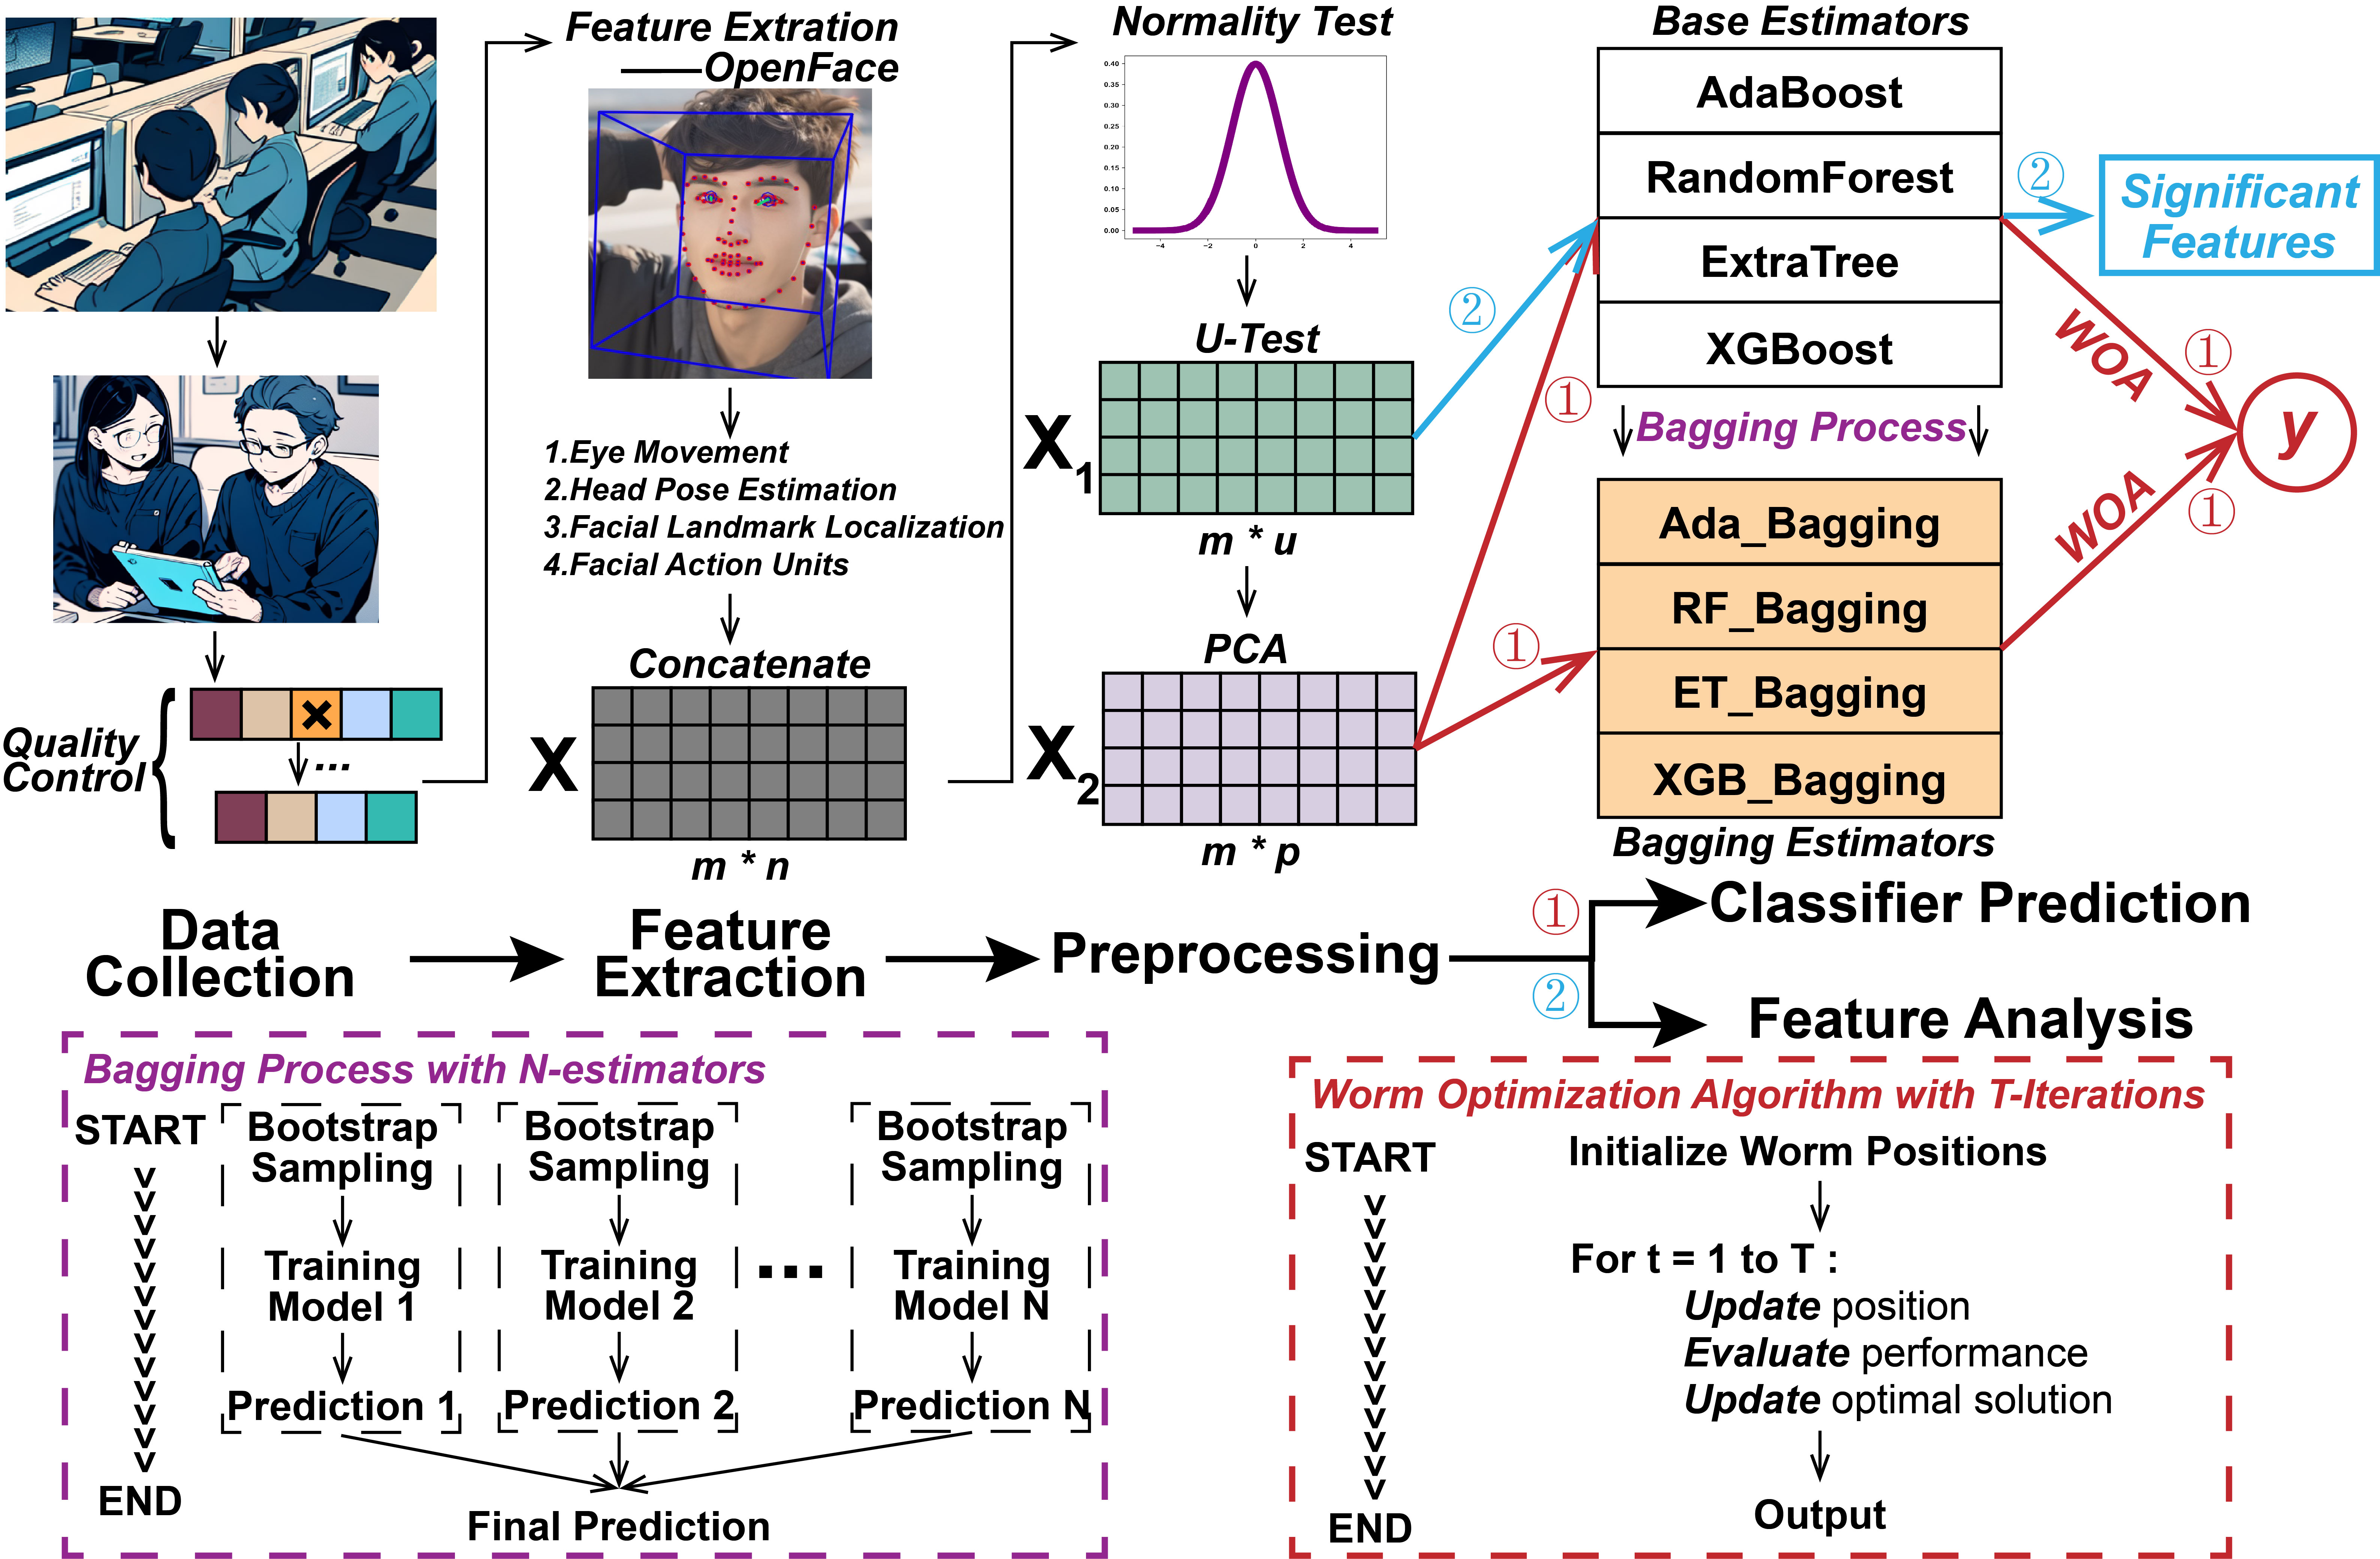 Quality
Control
Feature Extration
——OpenFace
1.Eye Movement
2.Head Pose Estimation
3.Facial Landmark Localization
4.Facial Action Units
Concatenate
X
m * n
Normality Test
0.40
0.35
0.30
0.25
0.20
0.15
0.10
0.05
0.00
−4 −2 0 2 4
U-Test
X1
m * u
PCA
X2
m * p
②
①
①
Base Estimators
AdaBoost
RandomForest
ExtraTree
XGBoost
Bagging Process
Ada_Bagging
RF_Bagging
ET_Bagging
XGB_Bagging
Bagging Estimators
②
Significant
Features
WOA
①
y
WOA
①
Data
Collection
Feature
Extraction
Preprocessing
①
Classifier Prediction
②
Feature Analysis
Bagging Process with N-estimators
START
END
Bootstrap
Sampling
Training
Model 1
Prediction 1
Bootstrap
Sampling
Training
Model 2
Prediction 2
...
Bootstrap
Sampling
Training
Model N
Prediction N
Final Prediction
Worm Optimization Algorithm with T-Iterations
START
END
Initialize Worm Positions
For t = 1 to T :
Update position
Evaluate performance
Update optimal solution
Output